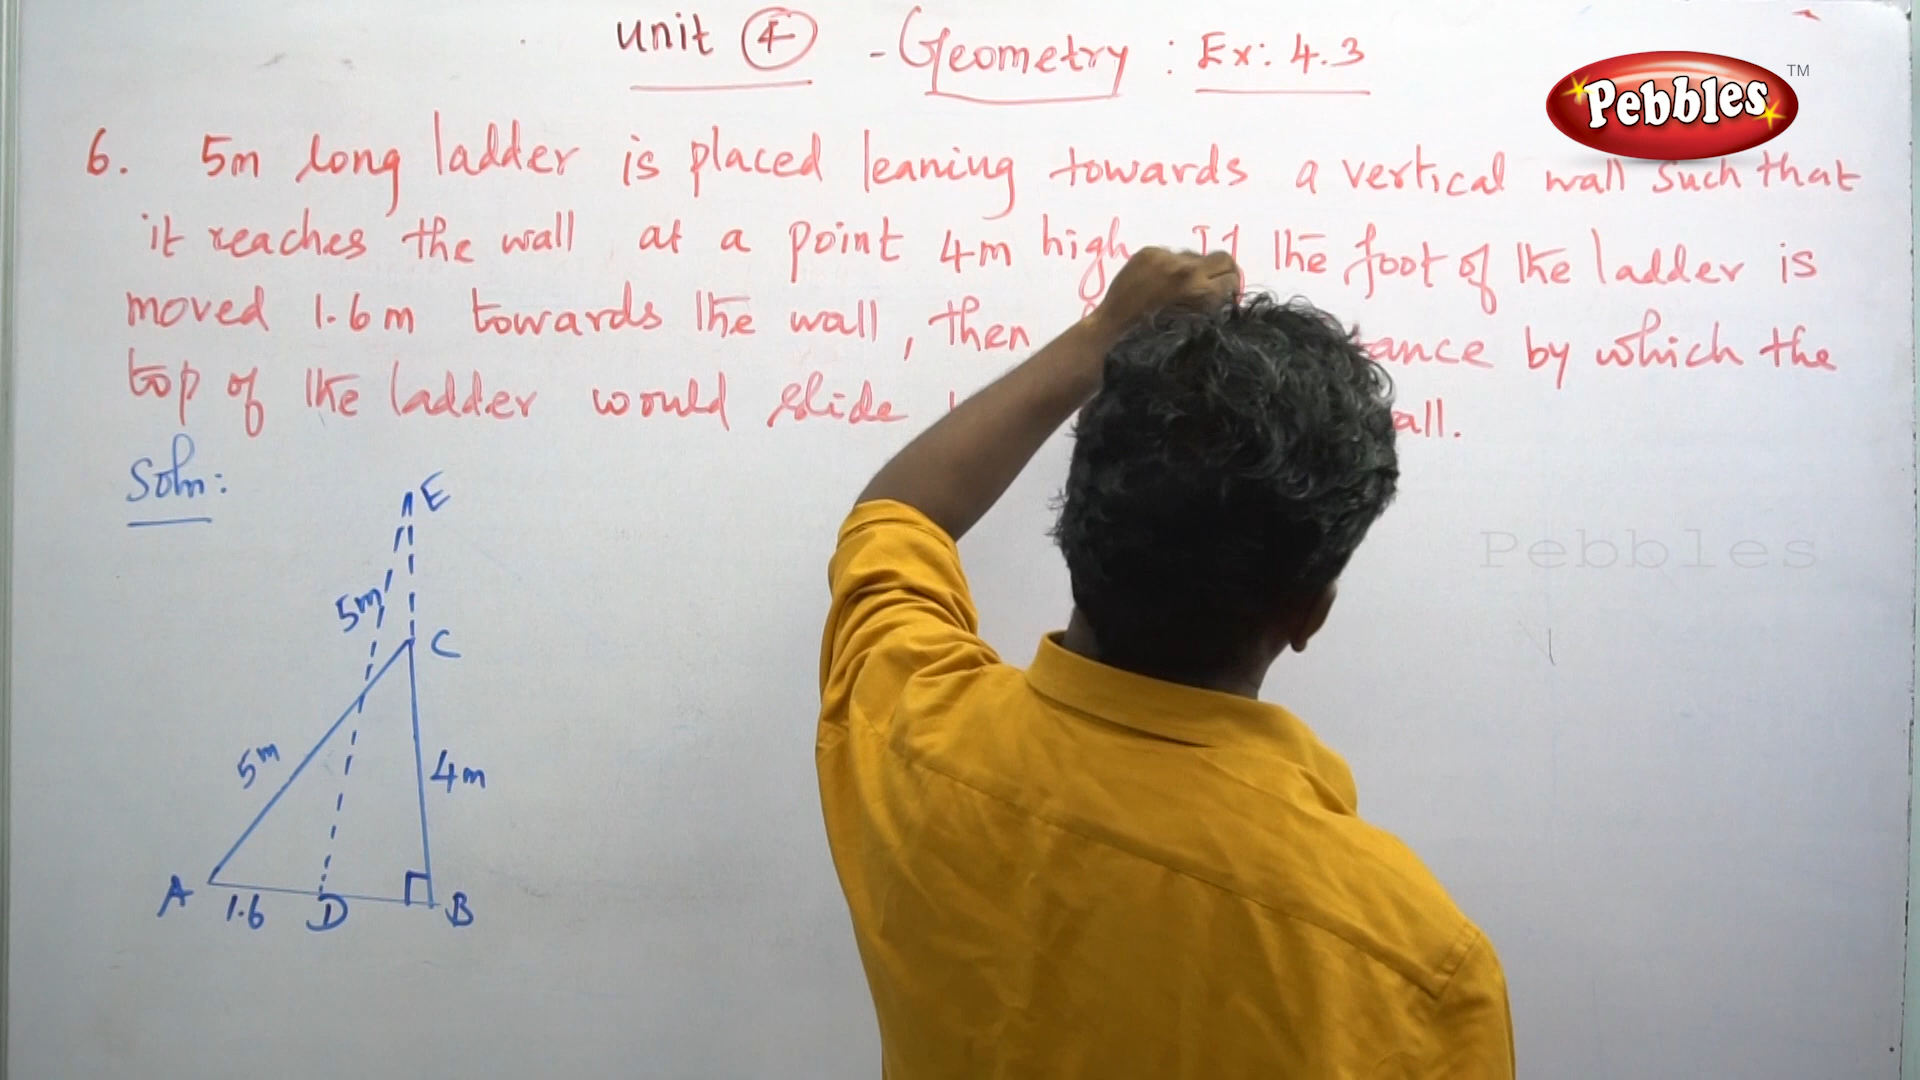 unit 4 - Geometry : Ex: 4.3
Pebbles TM
6. 5m long ladder is placed leaning towards a vertical wall such that
it reaches the wall at a point 4m high If the foot of the ladder is
moved 1.6m towards the wall, then ance by which the
top of the ladder would slide all.
Soln:
E
5m
C
Pebbles
5m
4m
A 1.6 D B